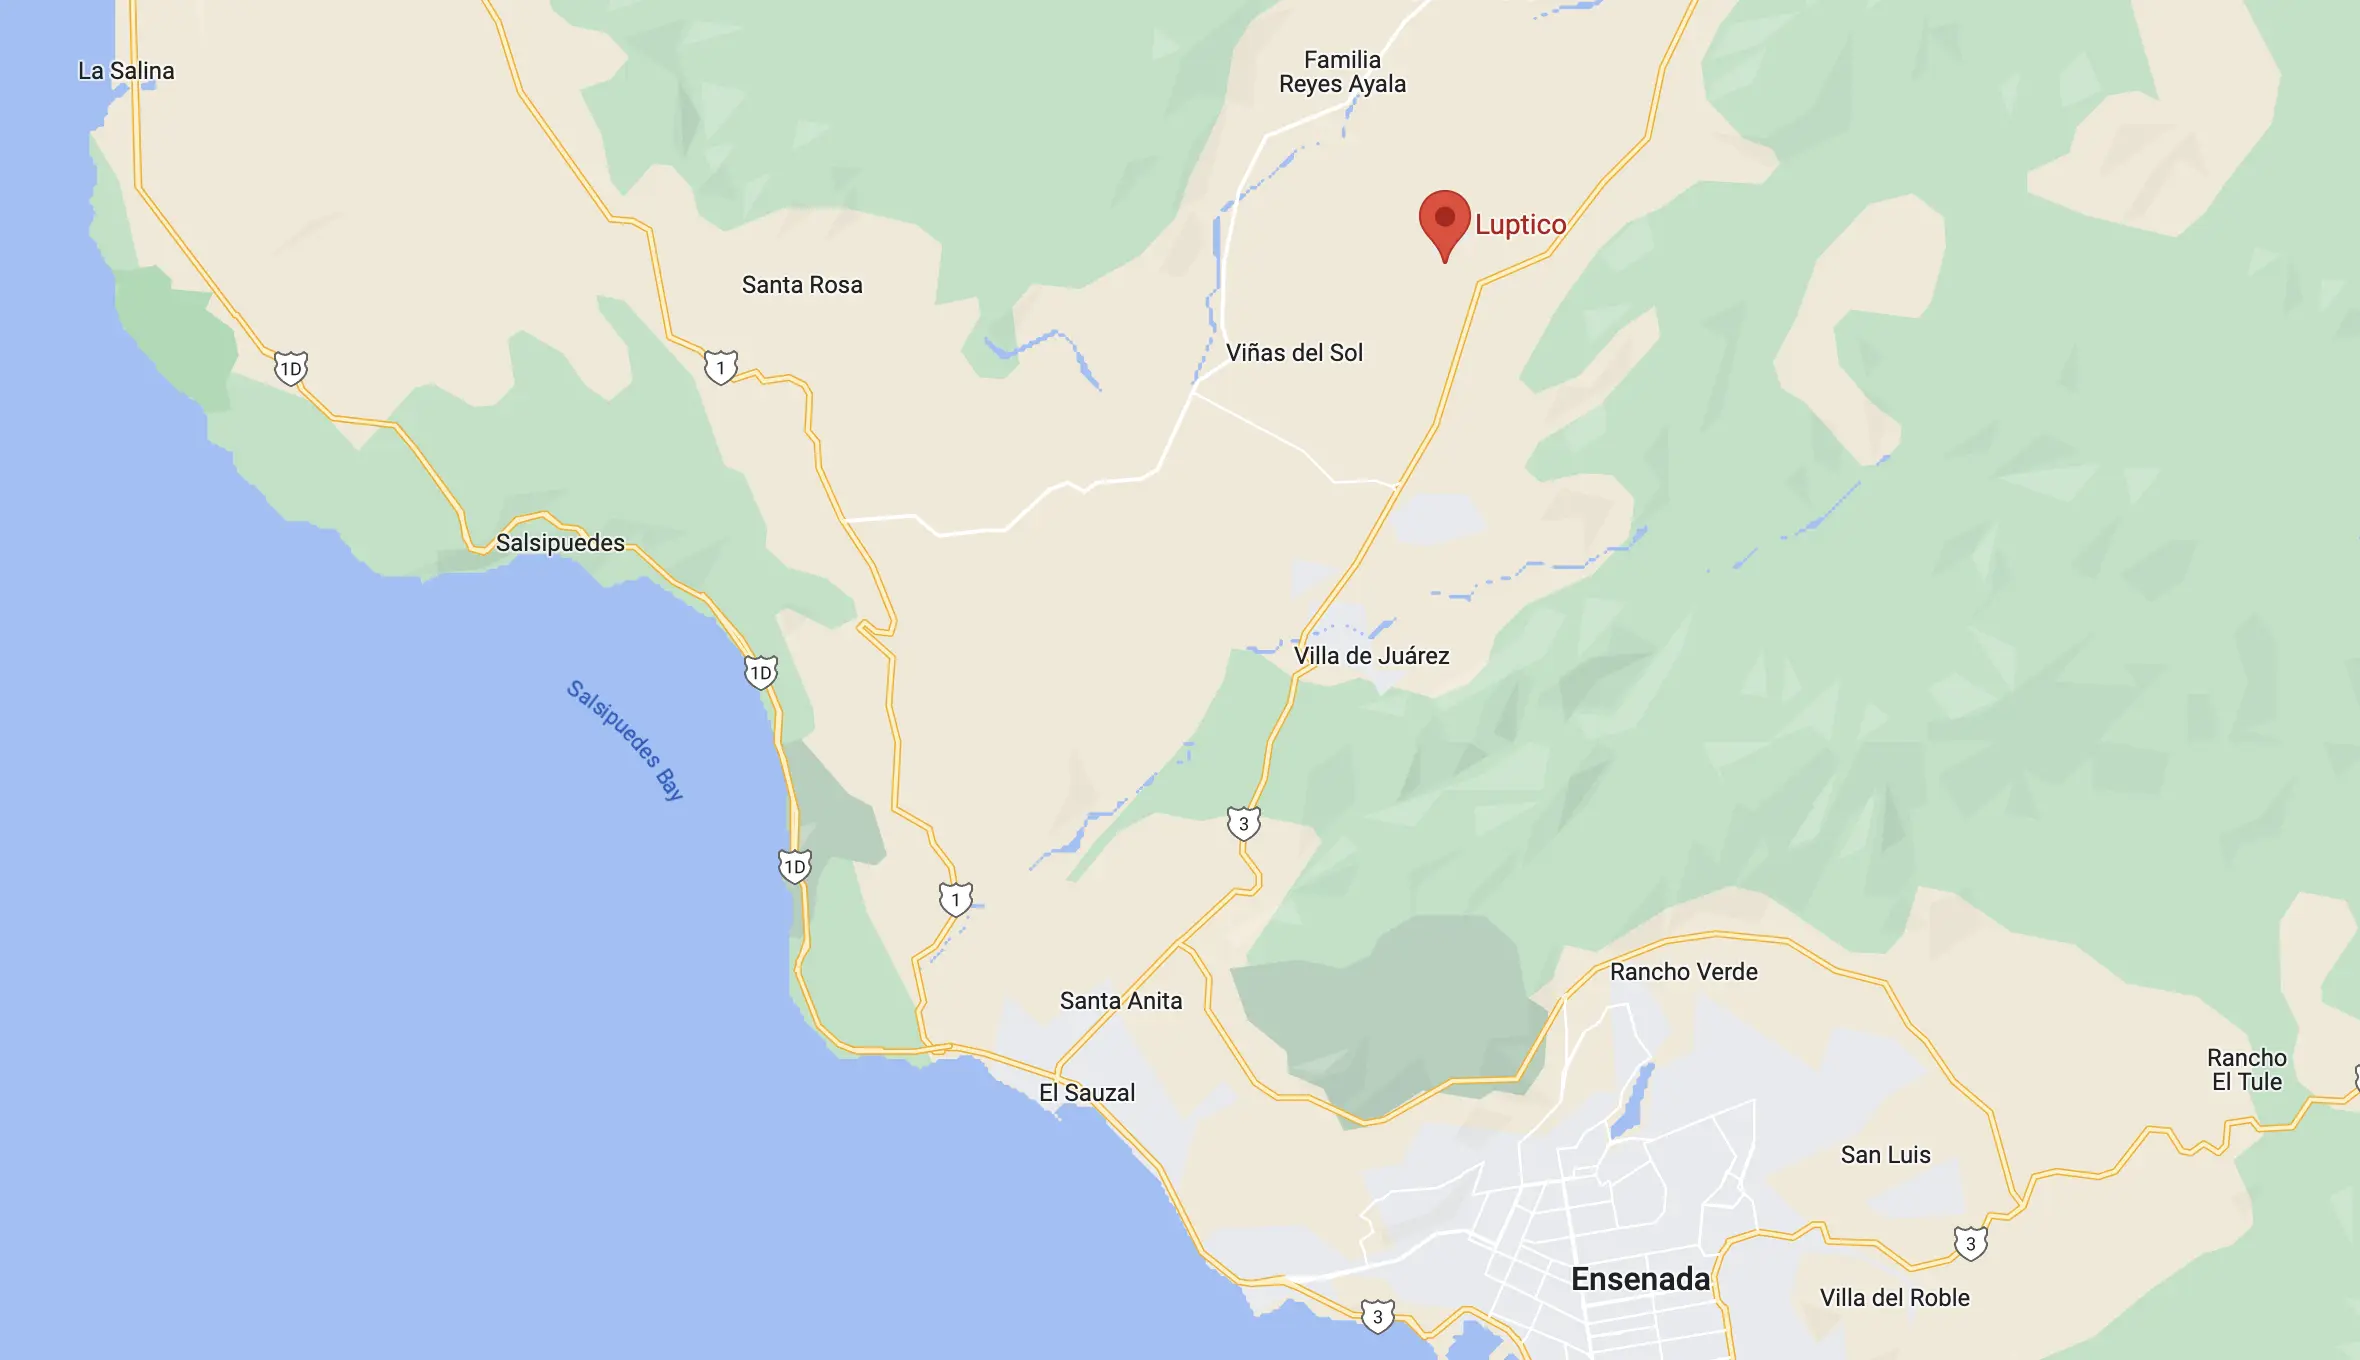 La Salina
Familia
Reyes Ayala
Luptico
Santa Rosa
Viñas del Sol
1D
1
Salsipuedes
Villa de Juárez
1D
Salsipuedes Bay
3
1D
1
Rancho Verde
Santa Anita
Rancho
El Tule
El Sauzal
San Luis
3
Ensenada
Villa del Roble
3